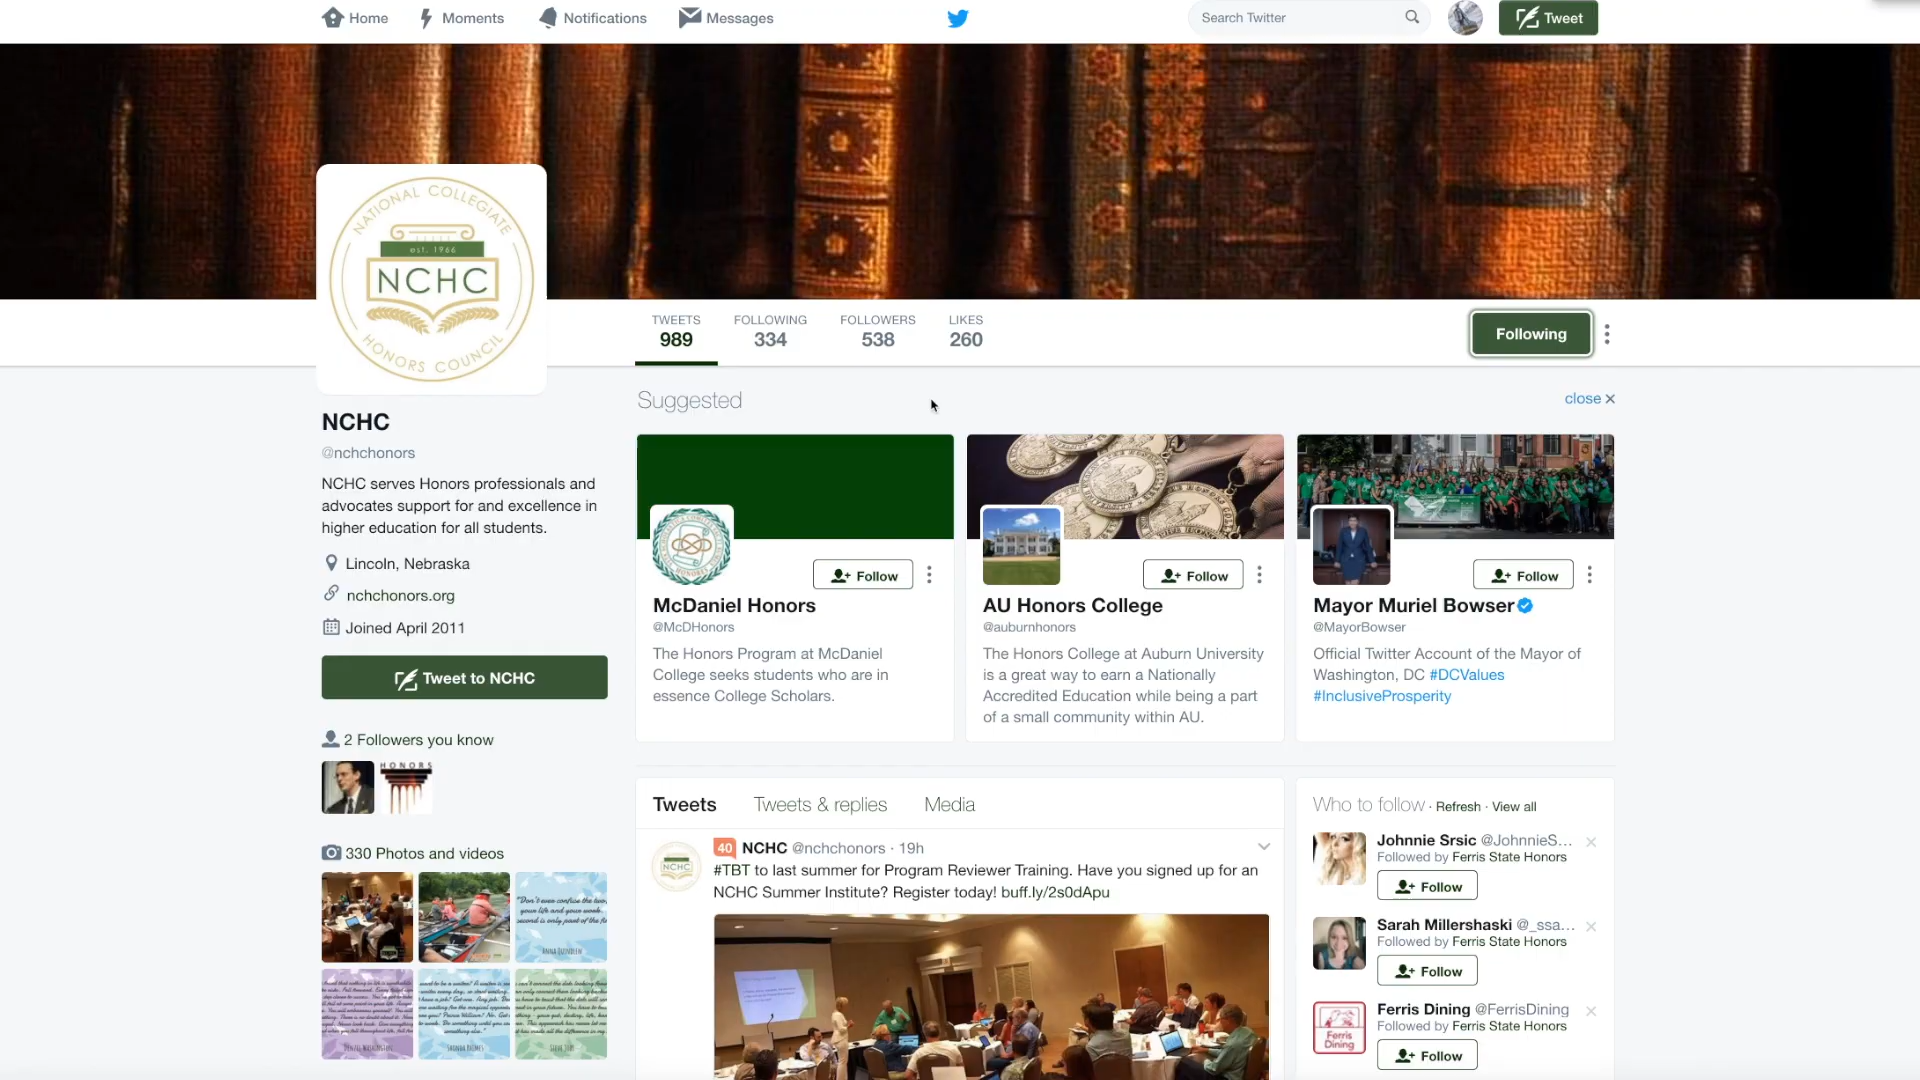 Home
Moments
Notifications
Messages
Search Twitter
Tweet
NATIONAL COLLEGIATE
est. 1966
NCHC
HONORS COUNCIL
TWEETS
989
FOLLOWING
334
FOLLOWERS
538
LIKES
260
Following
NCHC
@nchchonors
NCHC serves Honors professionals and
advocates support for and excellence in
higher education for all students.
Lincoln, Nebraska
nchchonors.org
Joined April 2011
Tweet to NCHC
2 Followers you know
HONORS
330 Photos and videos
Suggested
close ×
Follow
McDaniel Honors
@McDHonors
The Honors Program at McDaniel
College seeks students who are in
essence College Scholars.
Follow
AU Honors College
@auburnhonors
The Honors College at Auburn University
is a great way to earn a Nationally
Accredited Education while being a part
of a small community within AU.
Follow
Mayor Muriel Bowser
@MayorBowser
Official Twitter Account of the Mayor of
Washington, DC #DCValues
#InclusiveProsperity
Tweets
Tweets & replies
Media
40 NCHC @nchchonors · 19h
#TBT to last summer for Program Reviewer Training. Have you signed up for an
NCHC Summer Institute? Register today! buff.ly/2s0dApu
Who to follow · Refresh · View all
Johnnie Srsic @JohnnieS...
Followed by Ferris State Honors
Follow
Sarah Millershaski @_ssa...
Followed by Ferris State Honors
Follow
Ferris Dining @FerrisDining
Followed by Ferris State Honors
Ferris
Dining
Follow